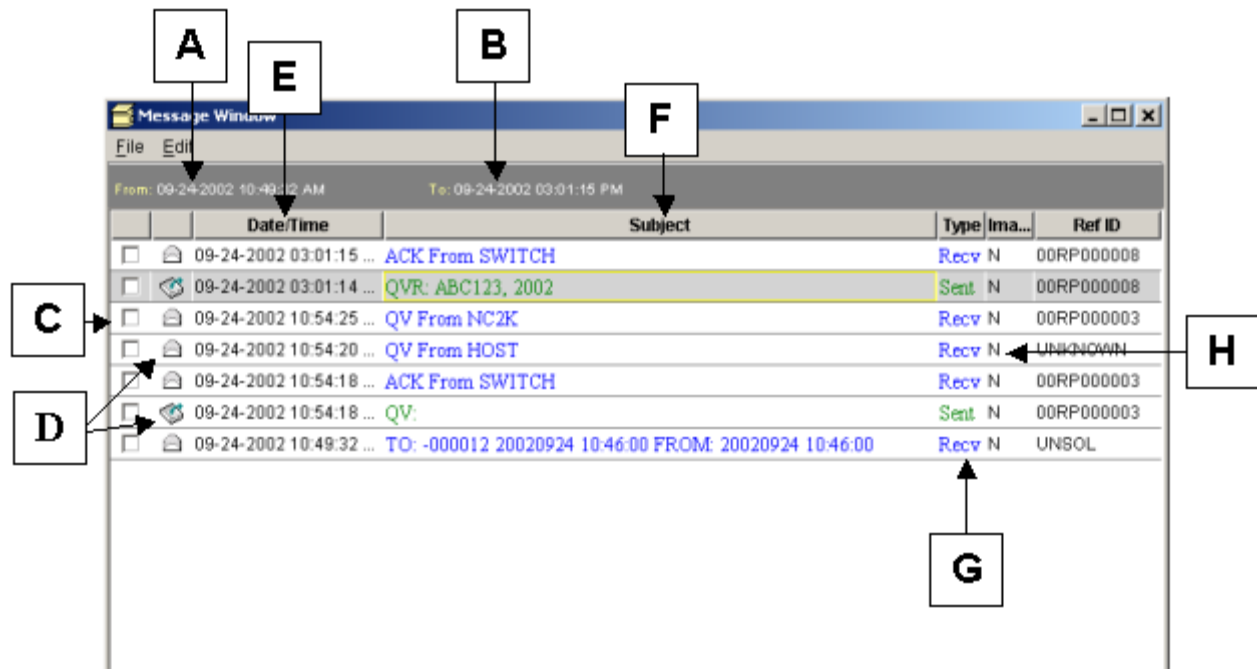 A
B
E
F
Message Window
File Edit
From: 09-24-2002 10:49:32 AM To: 09-24-2002 03:01:15 PM
Date/Time Subject Type Ima... Ref ID
09-24-2002 03:01:15 ... ACK From SWITCH Recv N 00RP000008
09-24-2002 03:01:14 ... QVR: ABC123, 2002 Sent N 00RP000008
C
09-24-2002 10:54:25 ... QV From NC2K Recv N 00RP000003
09-24-2002 10:54:20 ... QV From HOST Recv N UNKNOWN
H
09-24-2002 10:54:18 ... ACK From SWITCH Recv N 00RP000003
D
09-24-2002 10:54:18 ... QV: Sent N 00RP000003
09-24-2002 10:49:32 ... TO: -000012 20020924 10:46:00 FROM: 20020924 10:46:00 Recv N UNSOL
G